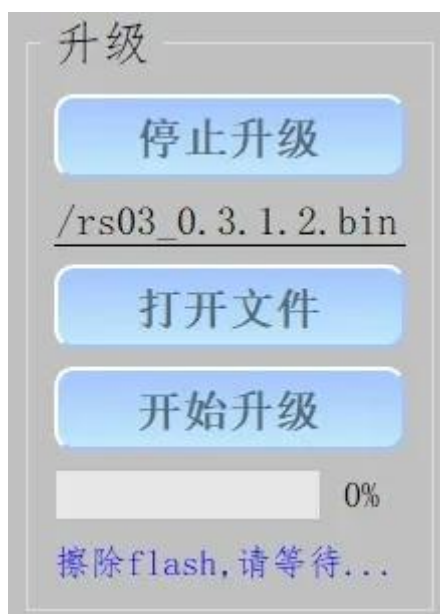 升级
停止升级
/rs03_0.3.1.2.bin
打开文件
开始升级
0%
擦除flash,请等待...